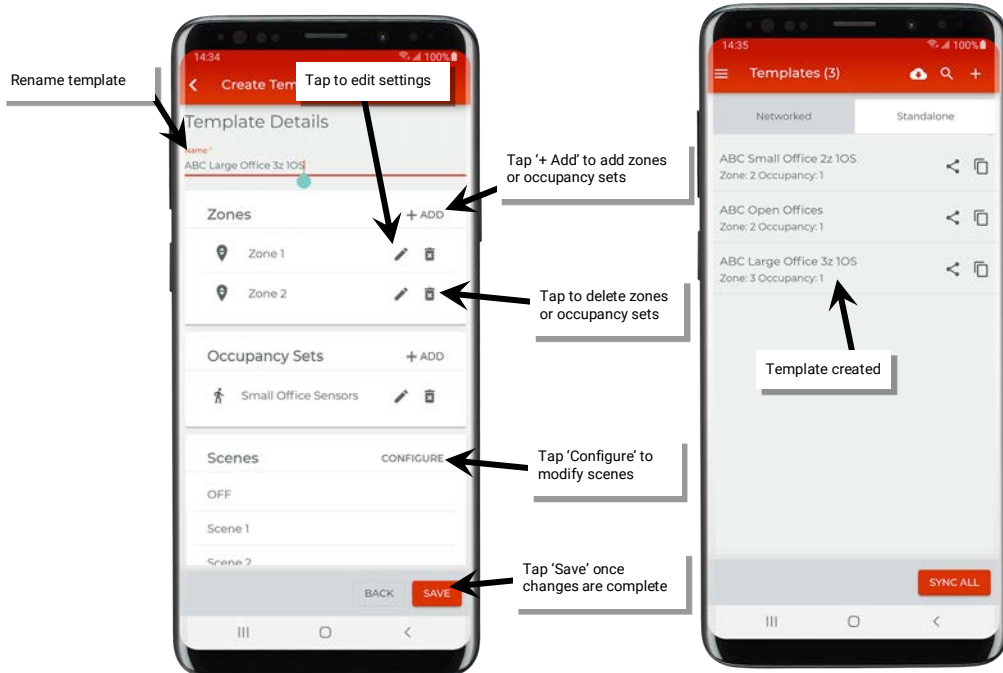 14:34
100%
Create Tem
Rename template
Tap to edit settings
Template Details
Name *
ABC Large Office 3z 1OS
Tap ‘+ Add’ to add zones
or occupancy sets
Zones
+ ADD
Zone 1
Zone 2
Tap to delete zones
or occupancy sets
Occupancy Sets
+ ADD
Small Office Sensors
Scenes
CONFIGURE
Tap ‘Configure’ to
modify scenes
OFF
Scene 1
Scene 2
Tap ‘Save’ once
changes are complete
BACK
SAVE
14:35
100%
Templates (3)
Networked
Standalone
ABC Small Office 2z 1OS
Zone: 2 Occupancy: 1
ABC Open Offices
Zone: 2 Occupancy: 1
ABC Large Office 3z 1OS
Zone: 3 Occupancy: 1
Template created
SYNC ALL